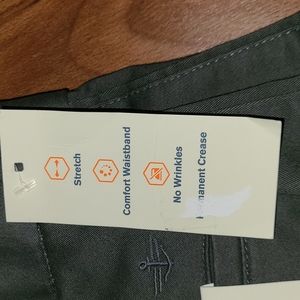 Stretch
Comfort Waistband
No Wrinkles
Crease